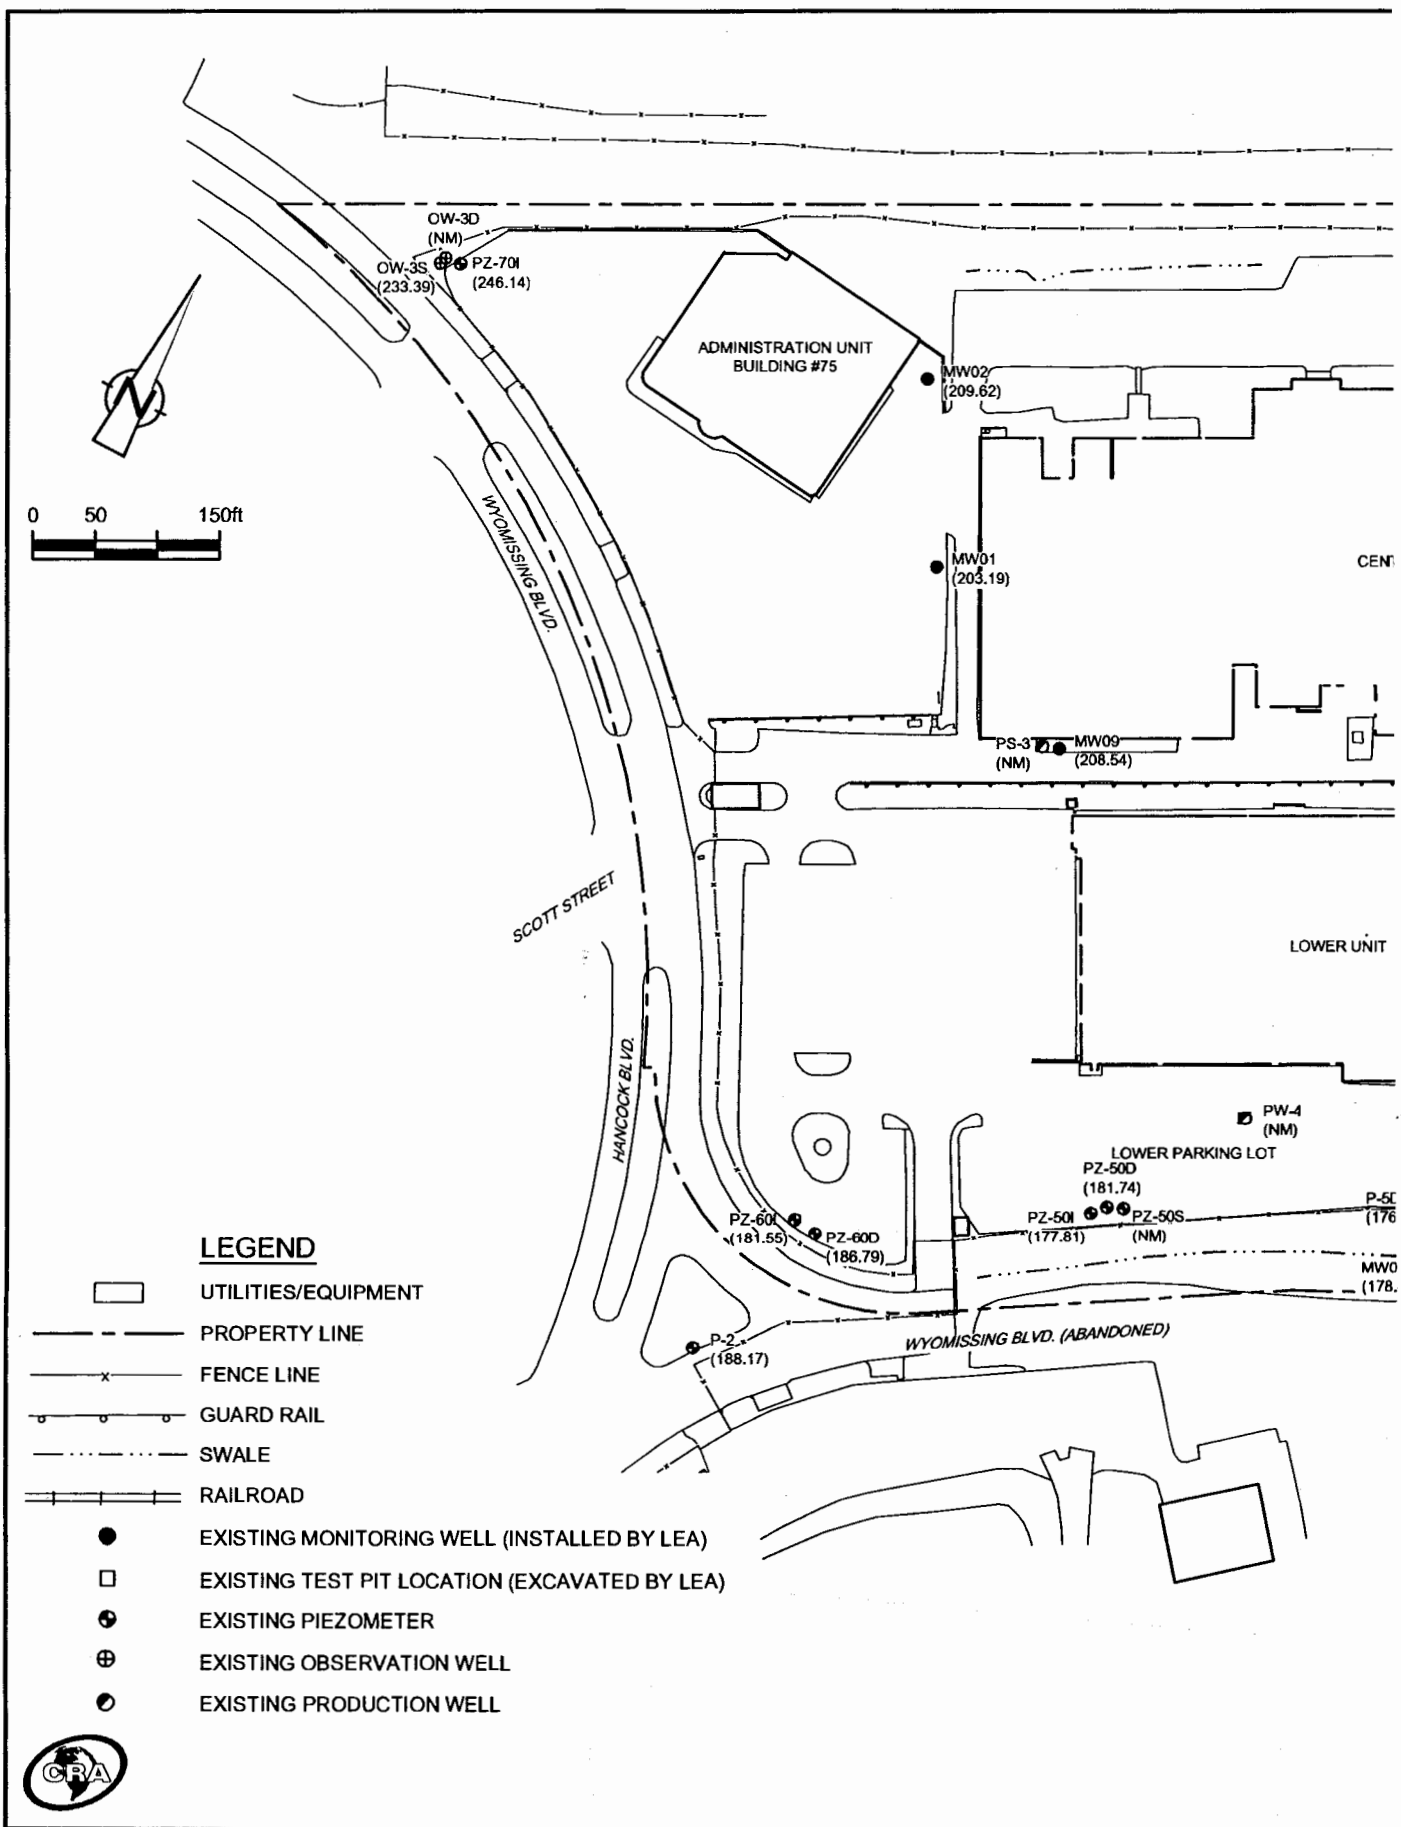 OW-3D
(NM)
OW-3S
(233.39)
PZ-70I
(246.14)
ADMINISTRATION UNIT
BUILDING #75
MW02
(209.62)
N
0 50 150ft
WYOMISSING BLVD.
MW01
(203.19)
PS-3
(NM)
MW09
(208.54)
SCOTT STREET
LOWER UNIT
HANCOCK BLVD.
PW-4
(NM)
LOWER PARKING LOT
PZ-50D
(181.74)
PZ-50I
(177.81)
PZ-50S
(NM)
PZ-60I
(181.55)
PZ-60D
(186.79)
P-2
(188.17)
WYOMISSING BLVD. (ABANDONED)
LEGEND
UTILITIES/EQUIPMENT
PROPERTY LINE
FENCE LINE
GUARD RAIL
SWALE
RAILROAD
EXISTING MONITORING WELL (INSTALLED BY LEA)
EXISTING TEST PIT LOCATION (EXCAVATED BY LEA)
EXISTING PIEZOMETER
EXISTING OBSERVATION WELL
EXISTING PRODUCTION WELL
CRA